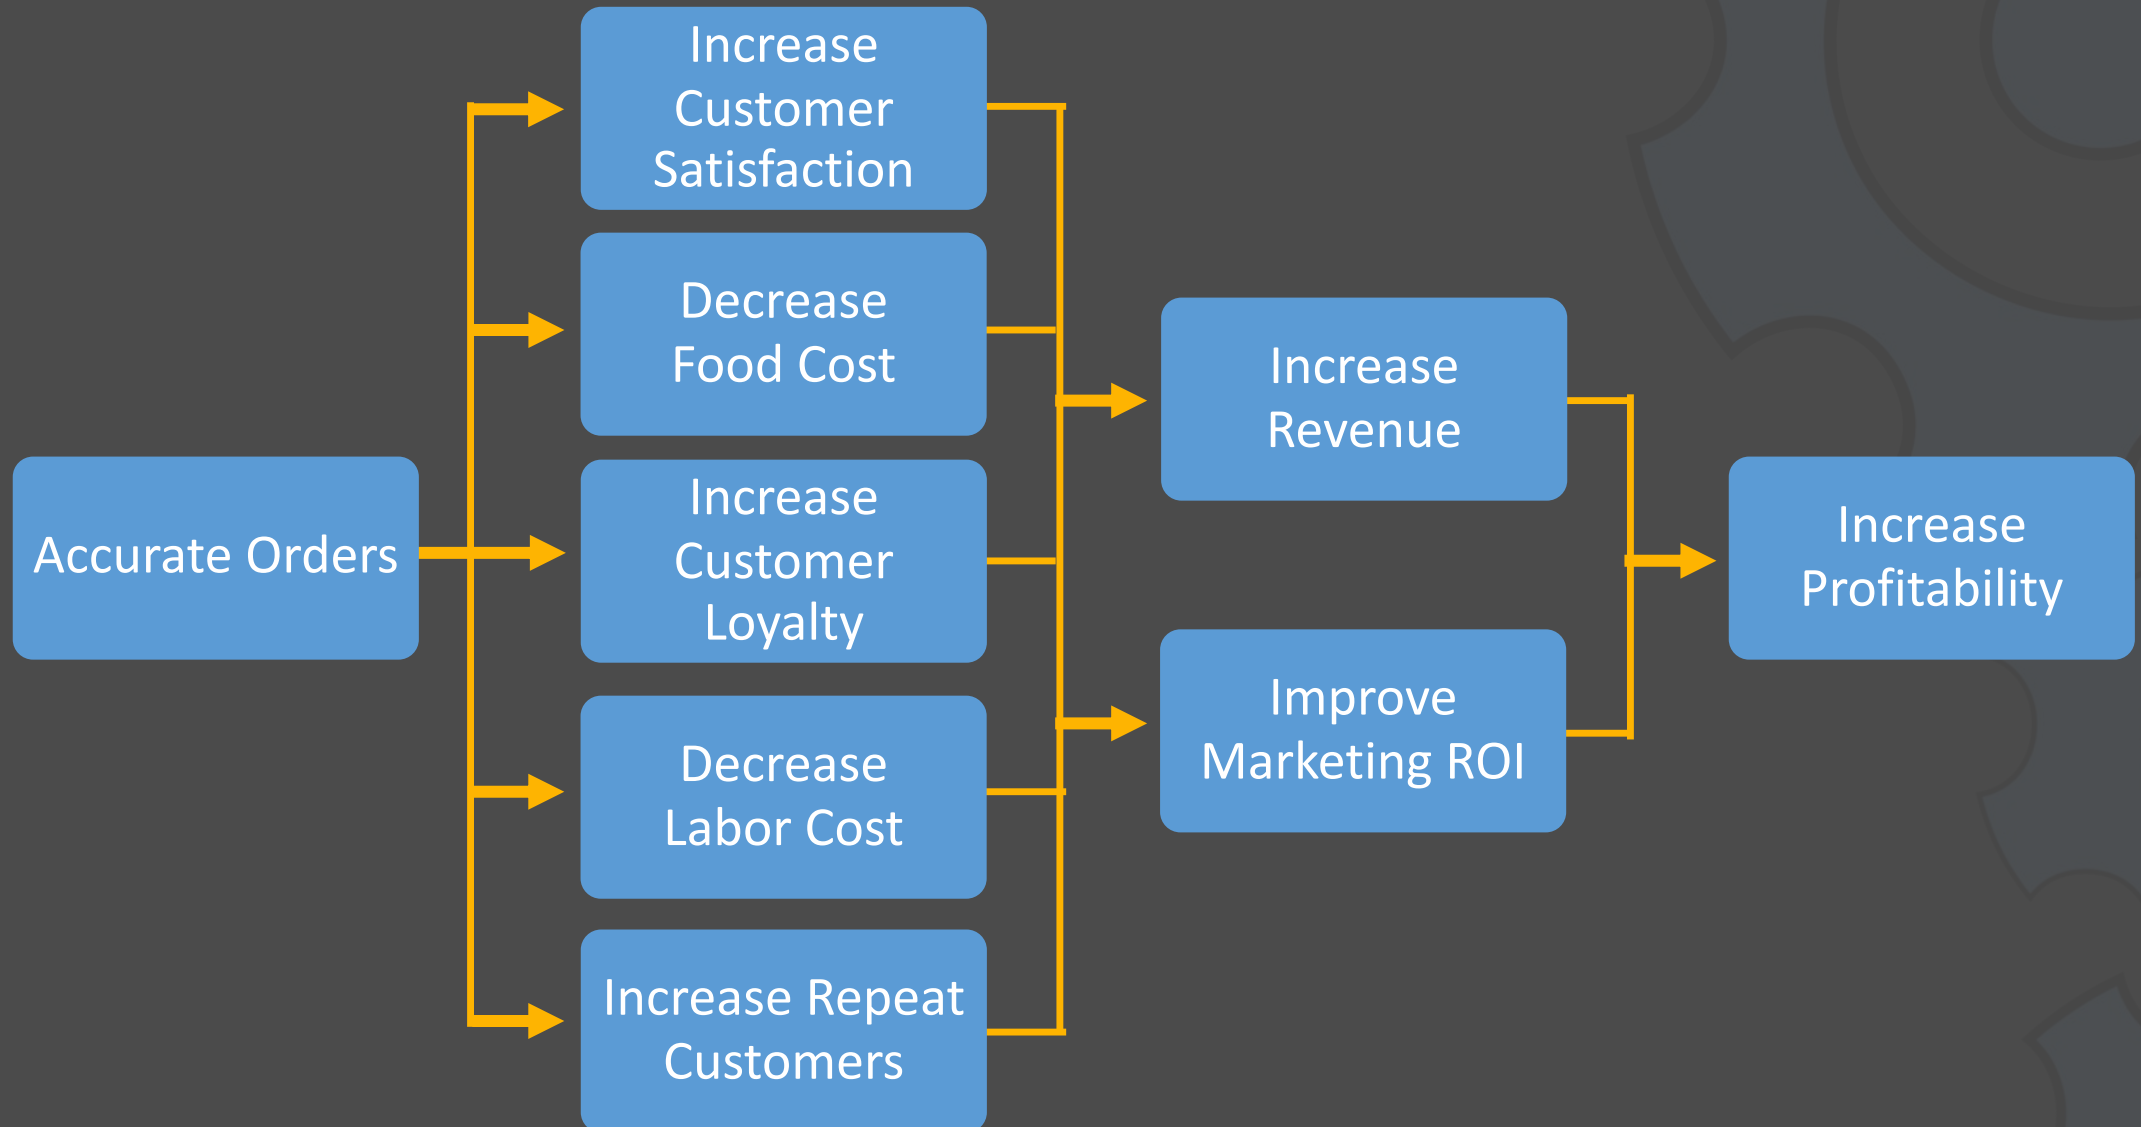 Increase
Customer
Satisfaction
Decrease
Food Cost
Increase
Revenue
Accurate Orders
Increase
Customer
Loyalty
Increase
Profitability
Decrease
Labor Cost
Improve
Marketing ROI
Increase Repeat
Customers